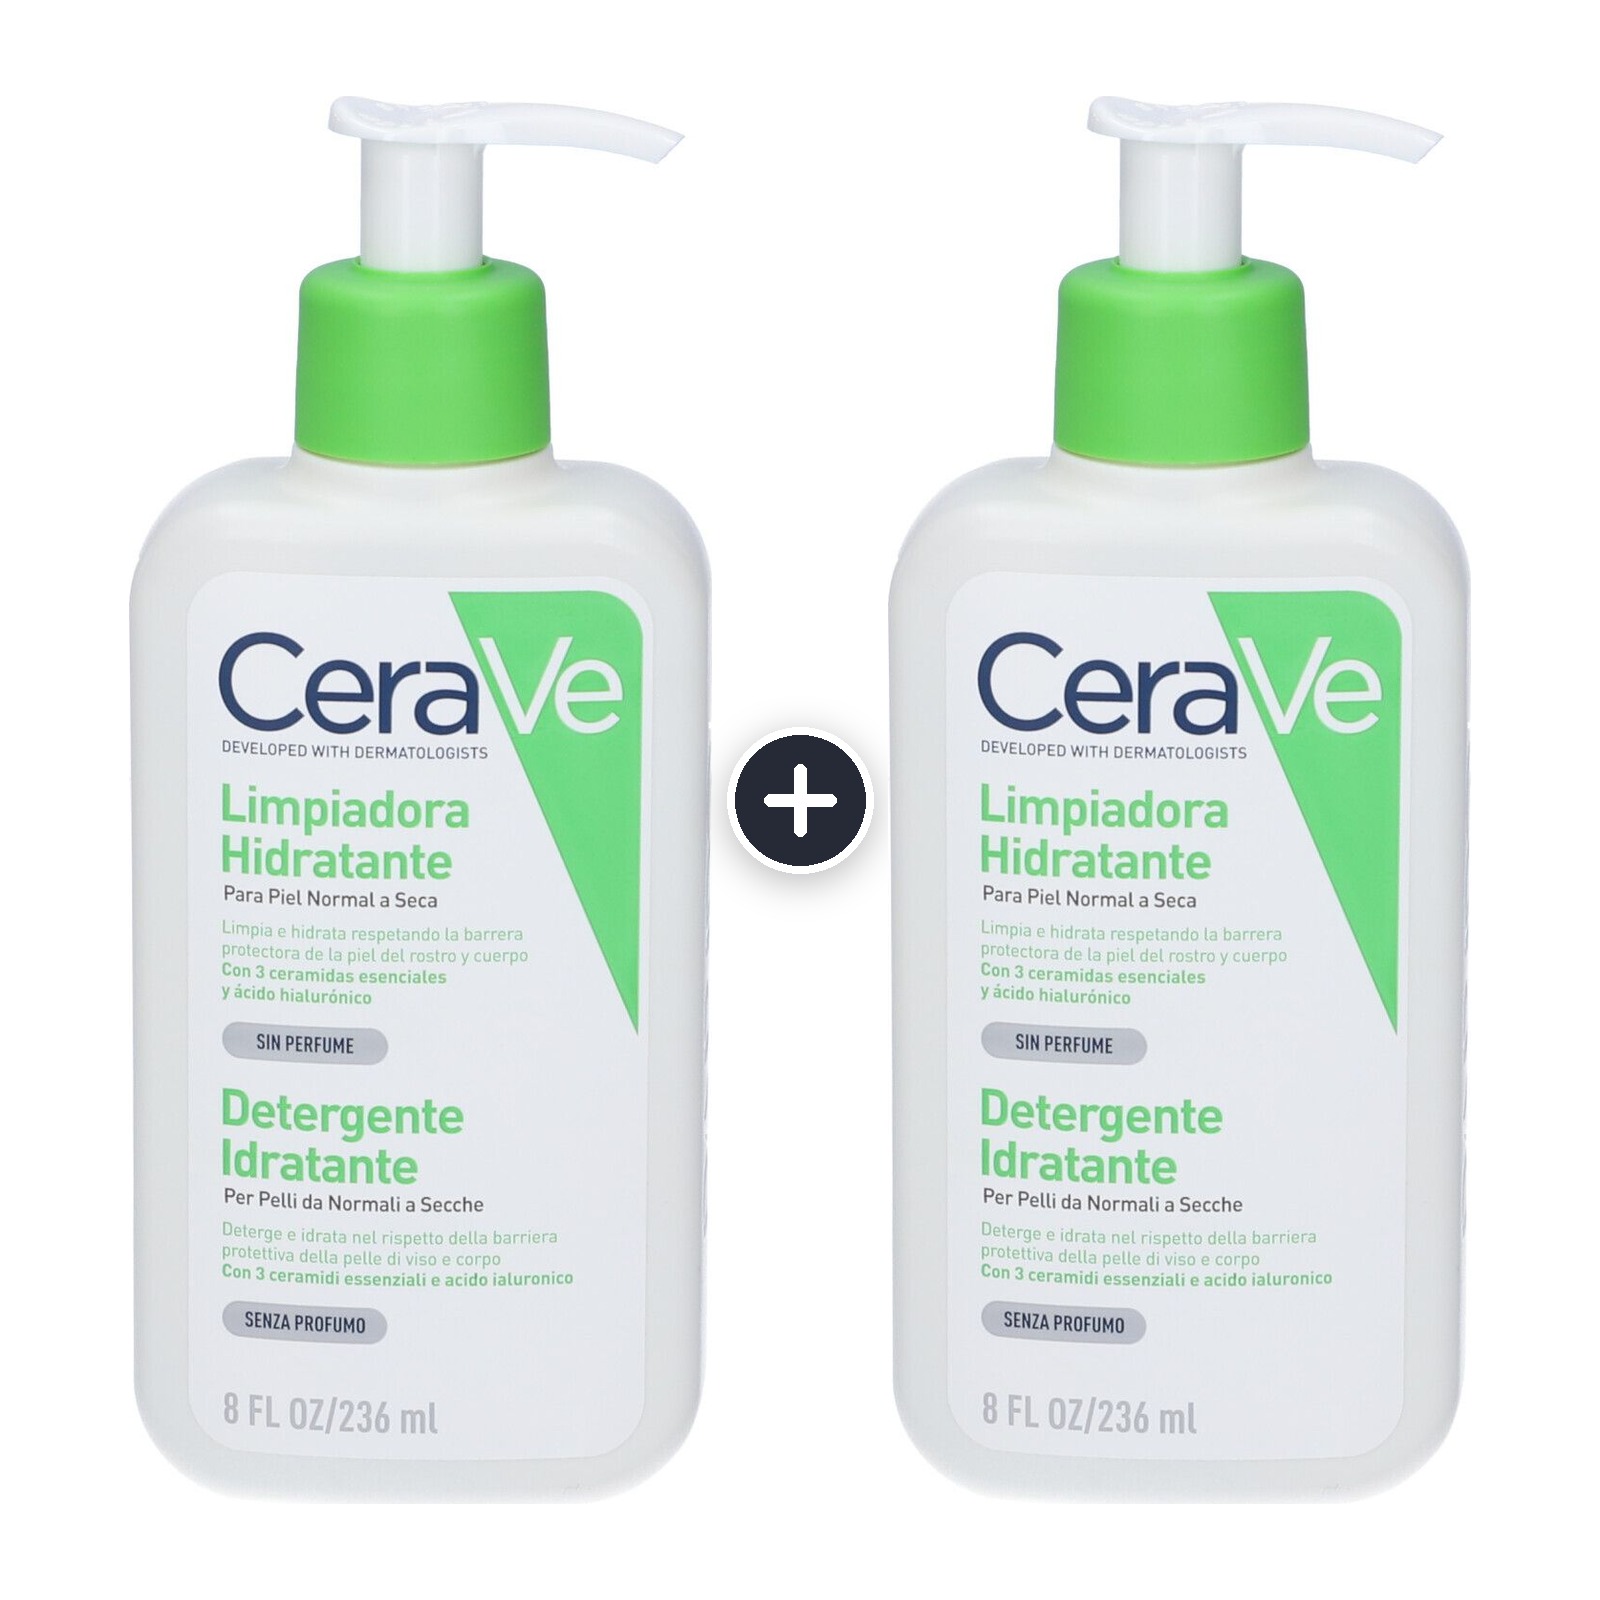 CeraVe
DEVELOPED WITH DERMATOLOGISTS
Limpiadora
Hidratante
Para Piel Normal a Seca
Limpia e hidrata respetando la barrera
protectora de la piel del rostro y cuerpo
Con 3 ceramidas esenciales
y ácido hialurónico
SIN PERFUME
Detergente
Idratante
Per Pelli da Normali a Secche
Deterge e idrata nel rispetto della barriera
protettiva della pelle di viso e corpo
Con 3 ceramidi essenziali e acido ialuronico
SENZA PROFUMO
8 FL OZ/236 ml
CeraVe
DEVELOPED WITH DERMATOLOGISTS
Limpiadora
Hidratante
Para Piel Normal a Seca
Limpia e hidrata respetando la barrera
protectora de la piel del rostro y cuerpo
Con 3 ceramidas esenciales
y ácido hialurónico
SIN PERFUME
Detergente
Idratante
Per Pelli da Normali a Secche
Deterge e idrata nel rispetto della barriera
protettiva della pelle di viso e corpo
Con 3 ceramidi essenziali e acido ialuronico
SENZA PROFUMO
8 FL OZ/236 ml